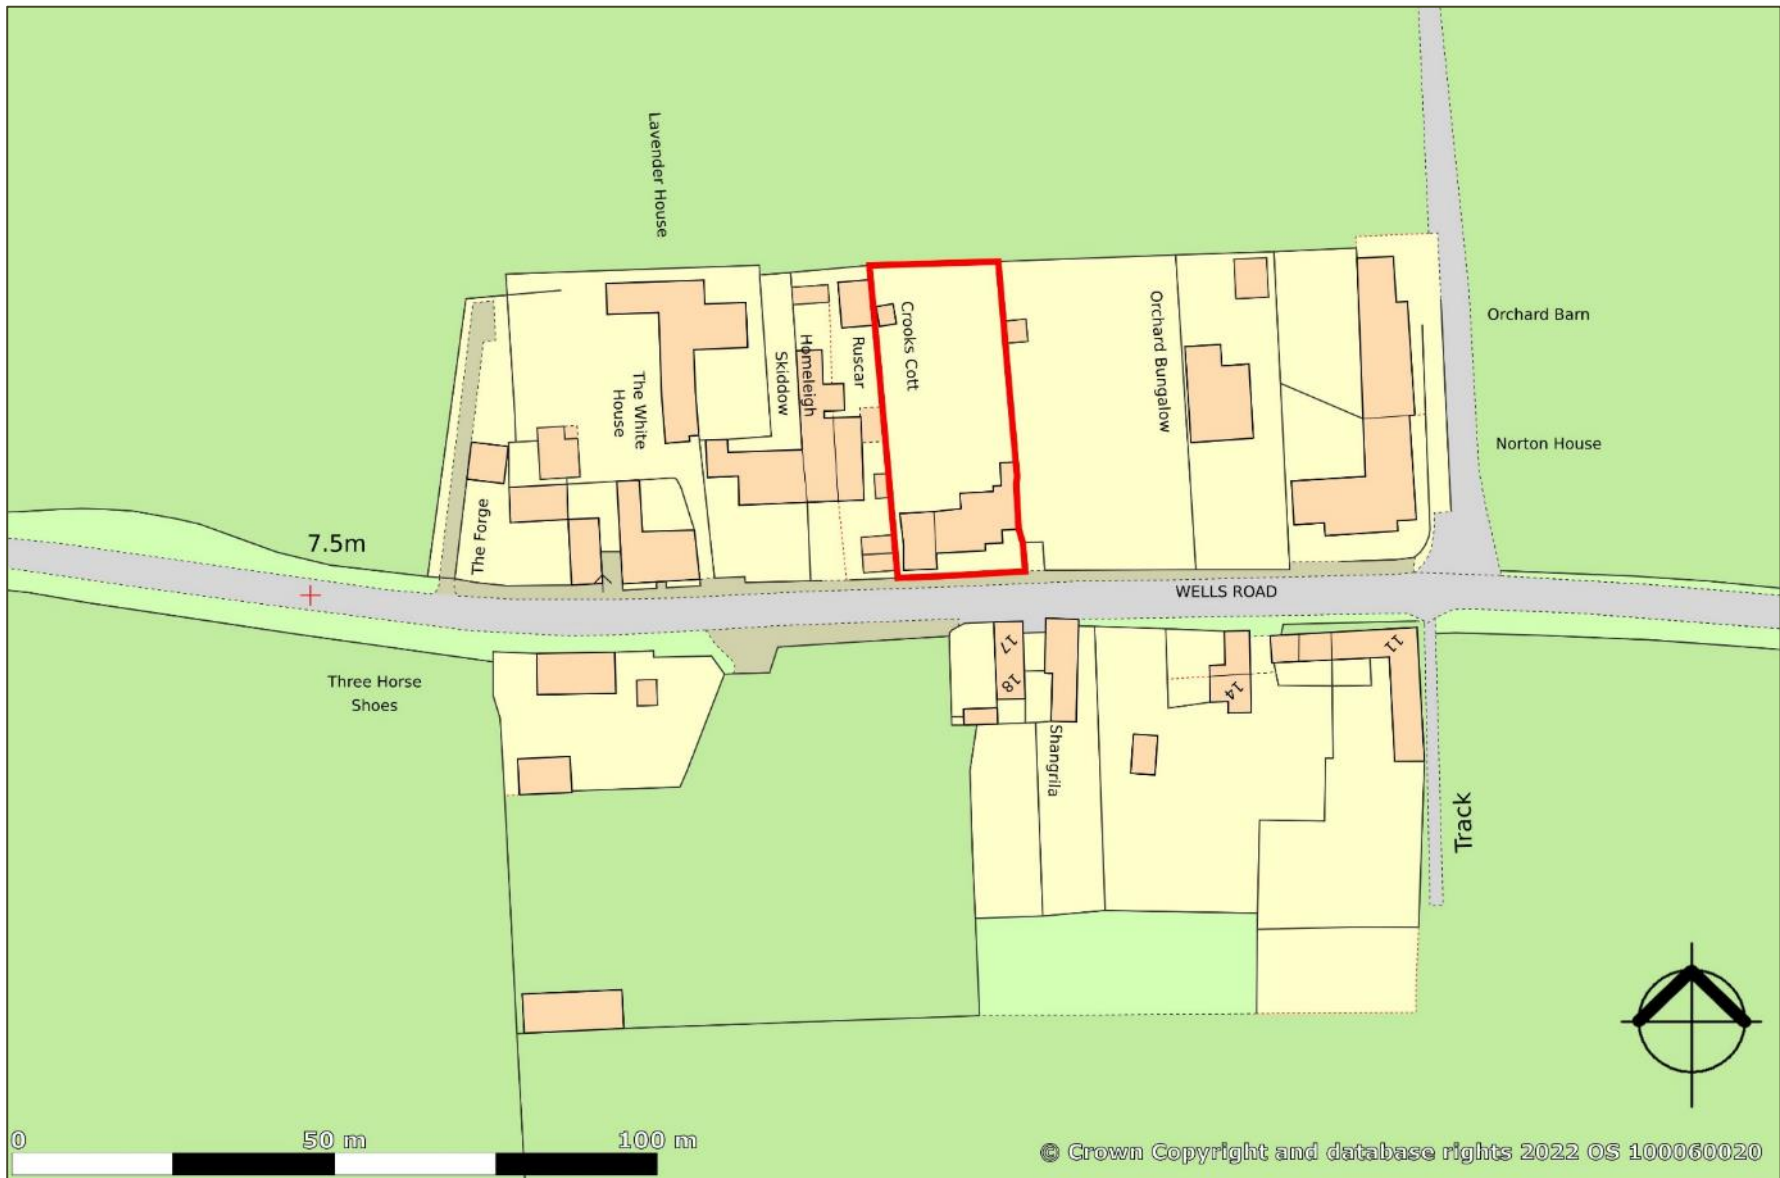 Lavender House
Orchard Barn
Crooks Cott
Orchard Bungalow
Homeleigh
Ruscar
Skiddow
The White
House
Norton House
The Forge
7.5m
WELLS ROAD
17
18
11
14
Three Horse
Shoes
Shangrila
Track
0
50 m
100 m
© Crown Copyright and database rights 2022 OS 100060020